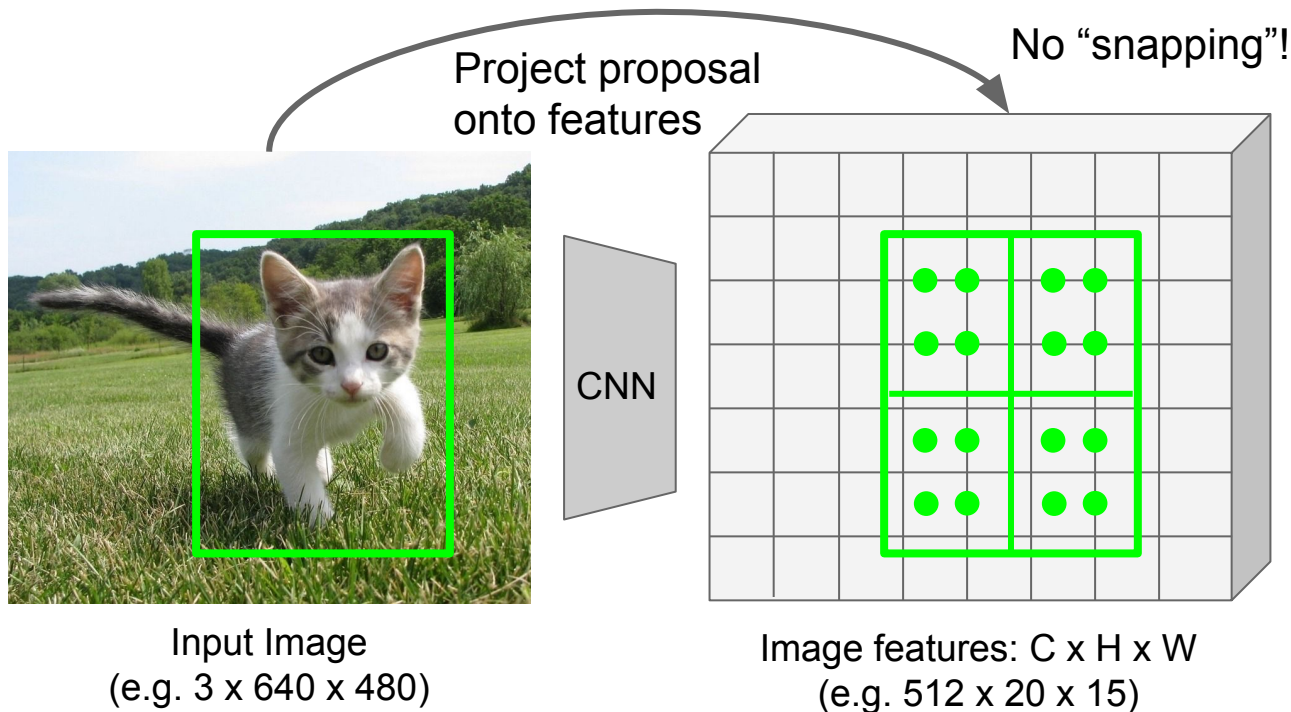 Project proposal
onto features
No “snapping”!
CNN
Input Image
(e.g. 3 x 640 x 480)
Image features: C x H x W
(e.g. 512 x 20 x 15)